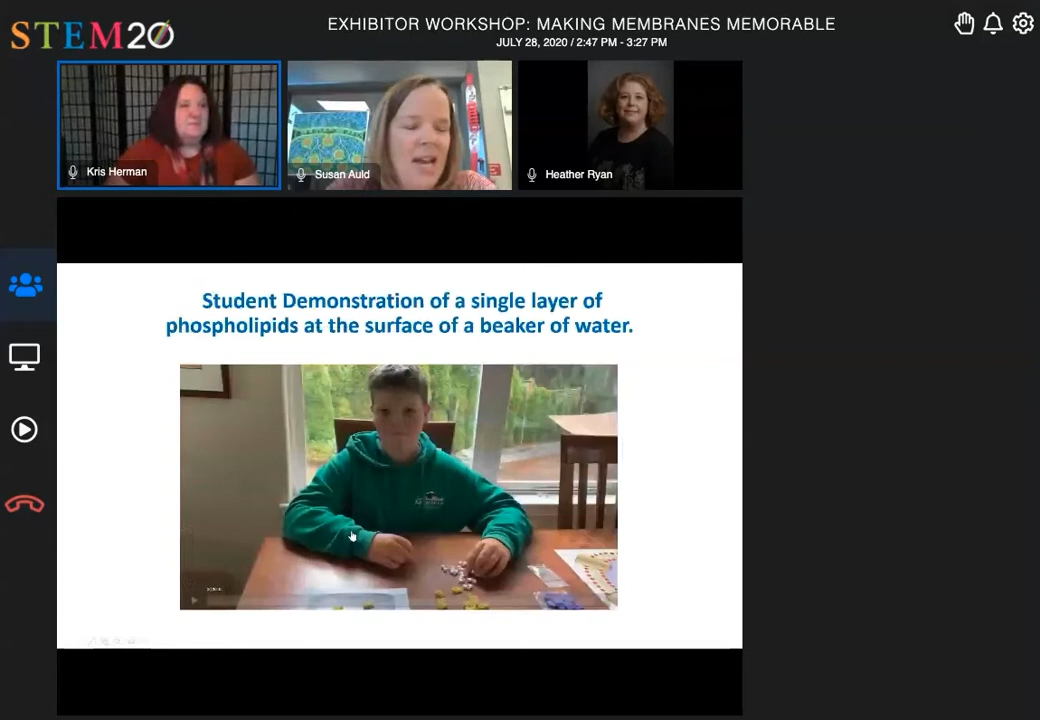 STEM20
EXHIBITOR WORKSHOP: MAKING MEMBRANES MEMORABLE
JULY 28, 2020 / 2:47 PM - 3:27 PM
Kris Herman
Susan Auld
Heather Ryan
Student Demonstration of a single layer of
phospholipids at the surface of a beaker of water.